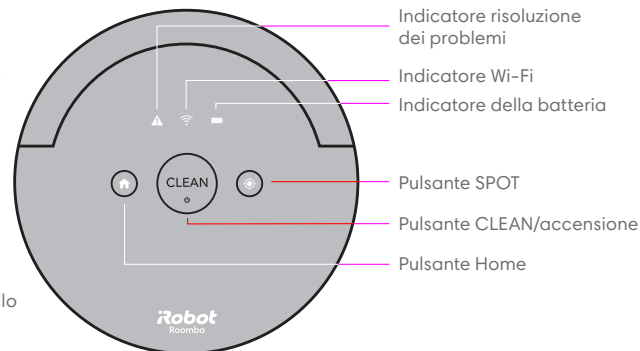 Indicatore risoluzione
dei problemi
Indicatore Wi-Fi
Indicatore della batteria
CLEAN
Pulsante SPOT
Pulsante CLEAN/accensione
Pulsante Home
llo
iRobot
Roomba